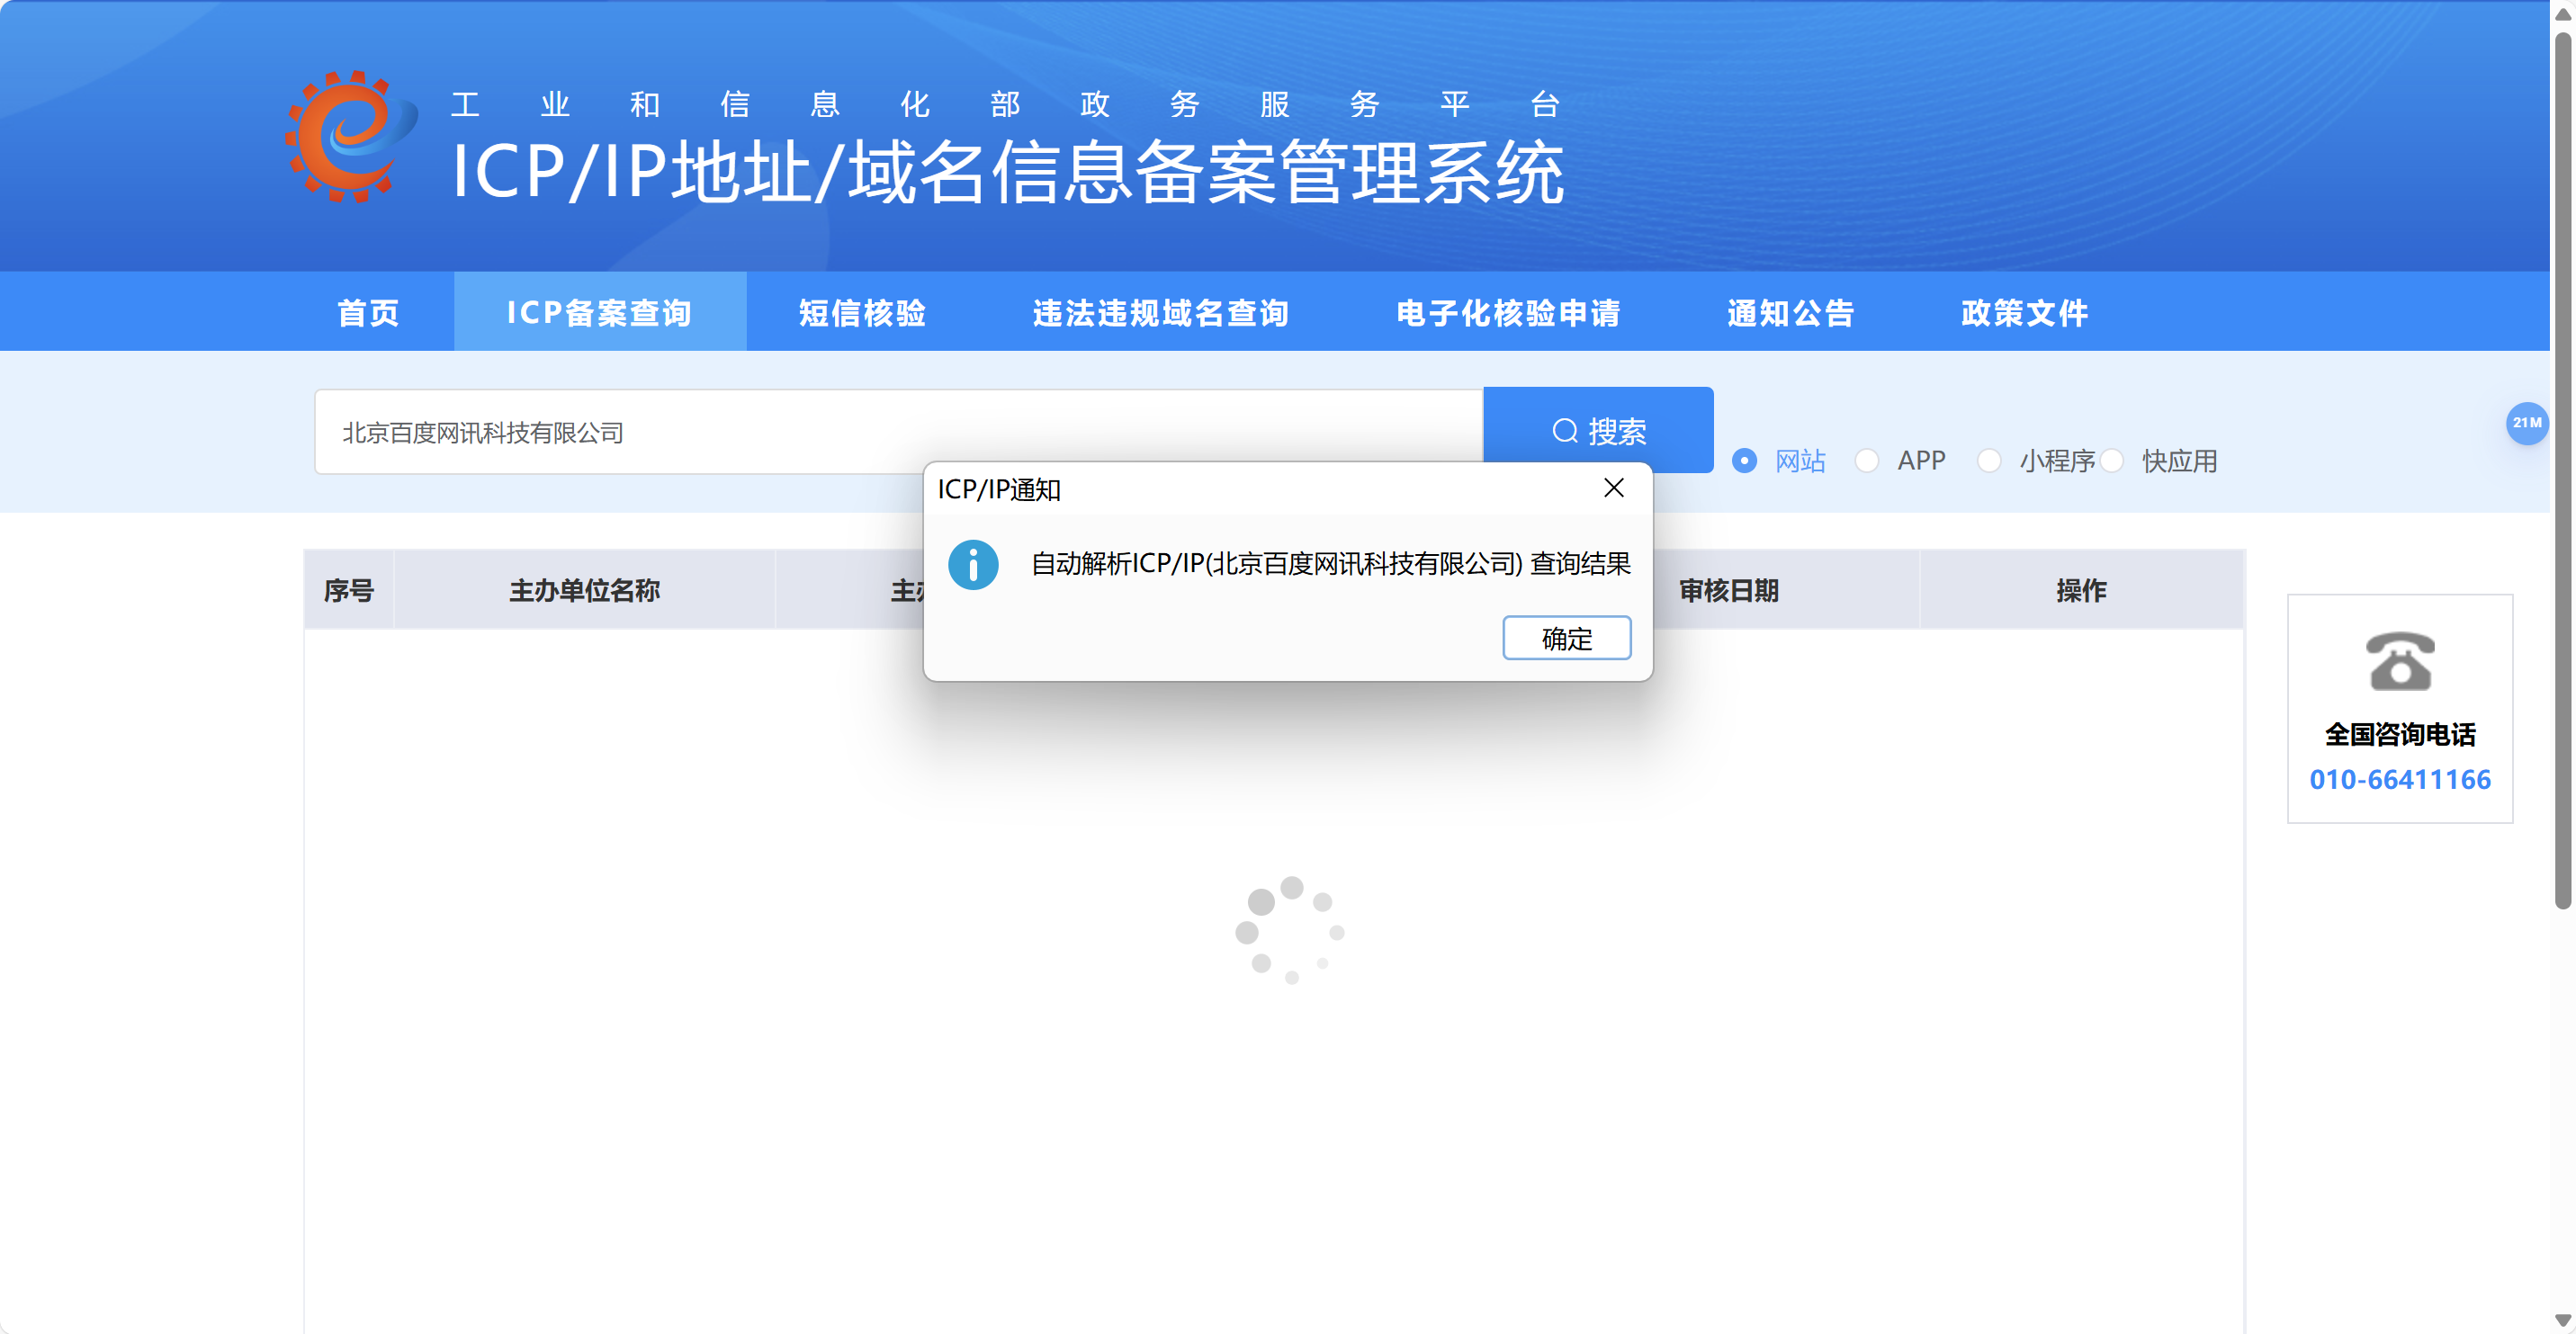 工业和信息化部政务服务平台
ICP/IP地址/域名信息备案管理系统
首页 ICP备案查询 短信核验 违法违规域名查询 电子化核验申请 通知公告 政策文件
北京百度网讯科技有限公司
搜索
网站 APP 小程序 快应用
21M
ICP/IP通知
自动解析ICP/IP(北京百度网讯科技有限公司) 查询结果
确定
序号 主办单位名称 主 审核日期 操作
全国咨询电话
010-66411166